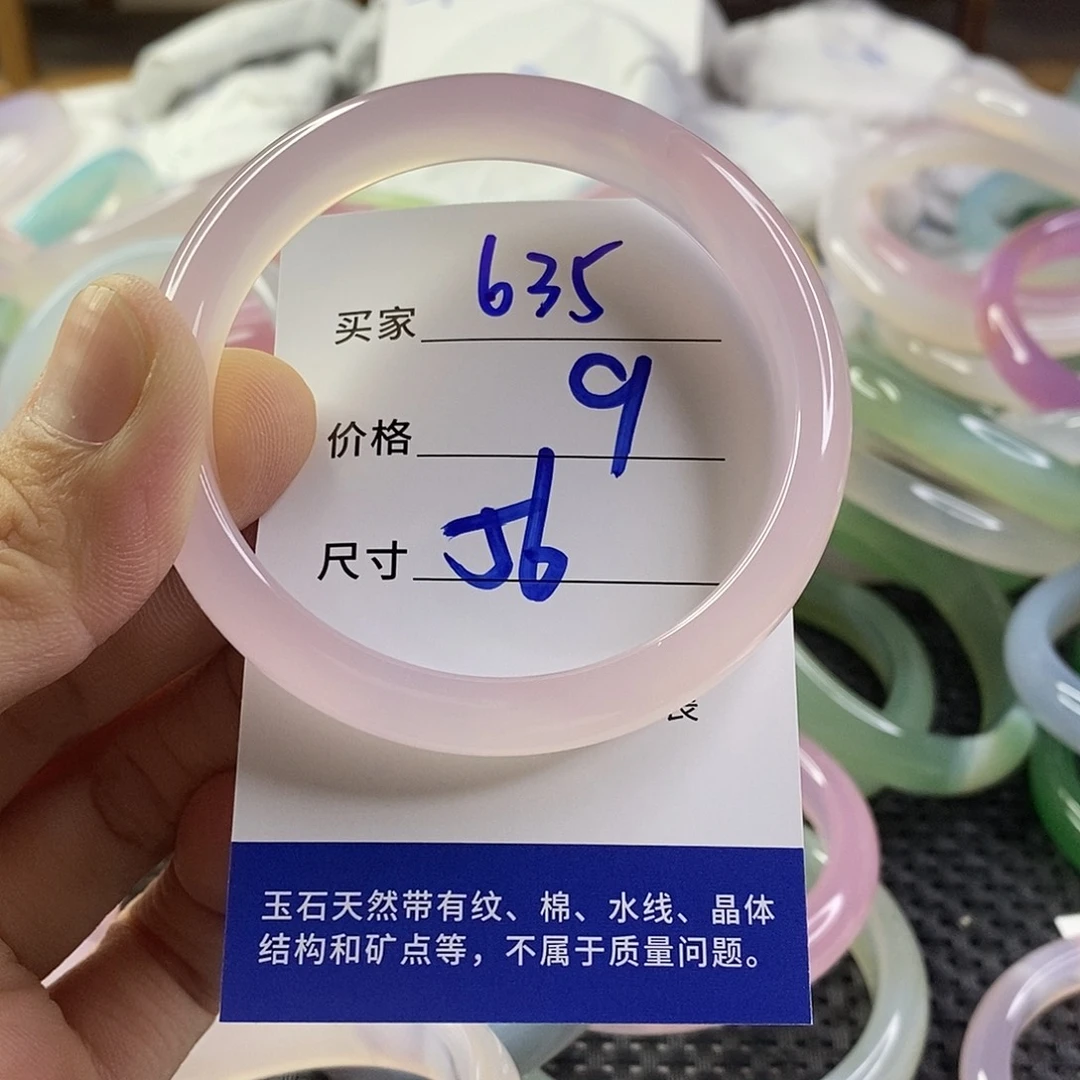 买家 635
价格 9
尺寸 56
玉石天然带有纹、棉、水线、晶体
结构和矿点等，不属于质量问题。